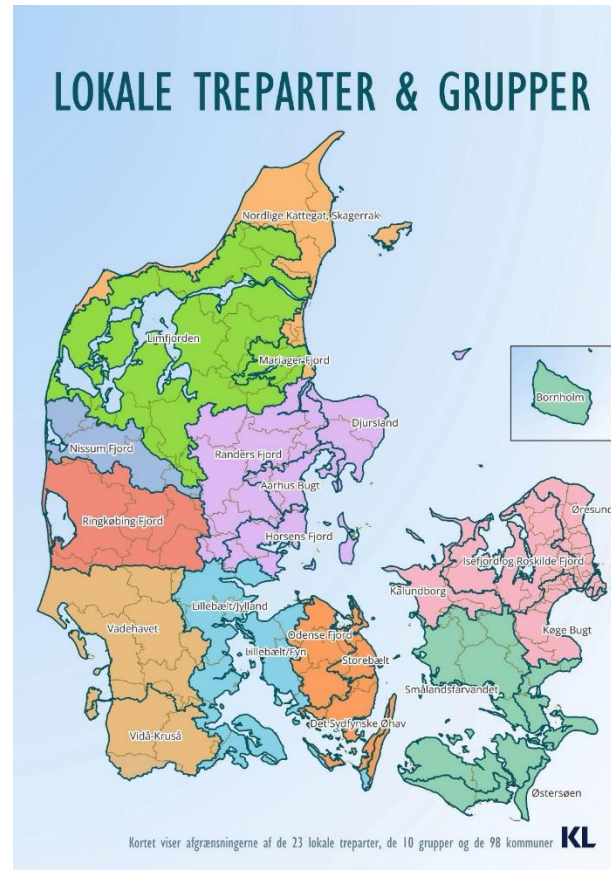 LOKALE TREPARTER & GRUPPER
Nordlige Kattegat, Skagerrak
Limfjorden
Mariager Fjord
Bornholm
Djursland
Nissum Fjord
Randers Fjord
Aarhus Bugt
Ringkøbing Fjord
Øresund
Horsens Fjord
Isefjord og Roskilde Fjord
Kalundborg
Lillebælt/Jylland
Vadehavet
Odense Fjord
Køge Bugt
Lillebælt/Fyn
Storebælt
Smålandsfarvandet
Det Sydfynske Øhav
Vidå-Kruså
Østersøen
Kortet viser afgrænsningerne af de 23 lokale treparter, de 10 grupper og de 98 kommuner KL